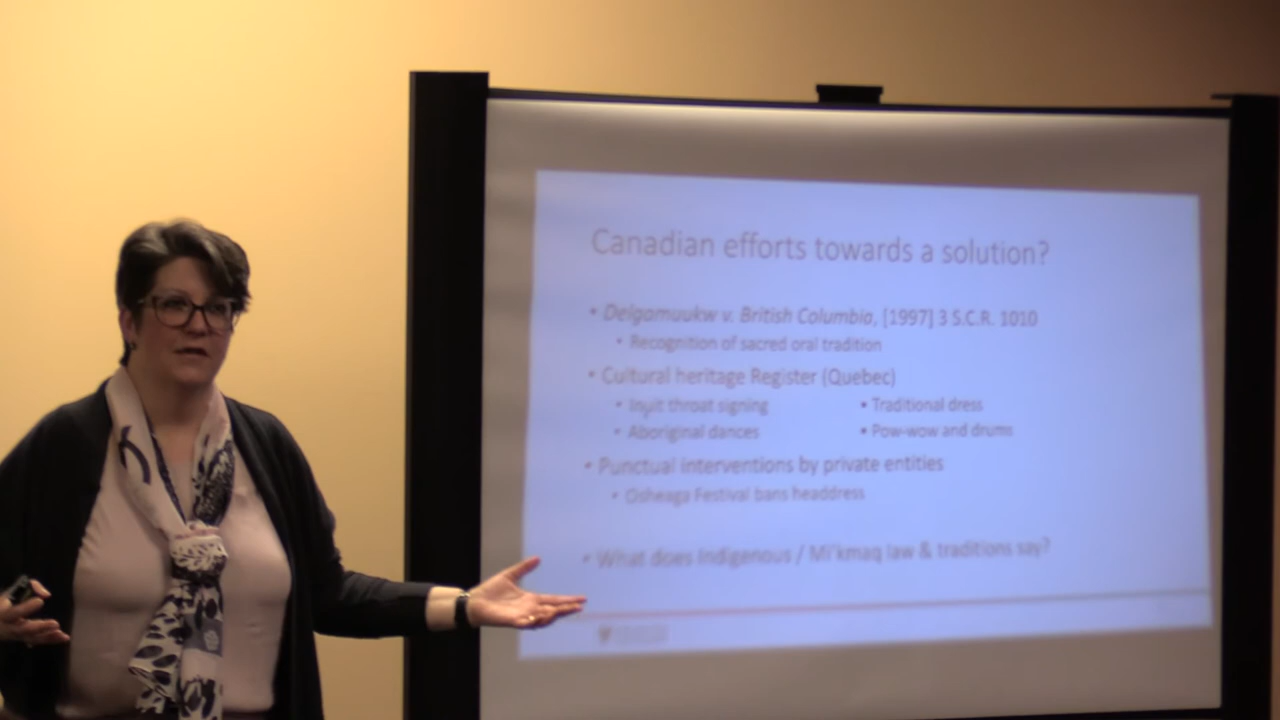 Canadian efforts towards a solution?
• Delgamuukw v. British Columbia, [1997] 3 S.C.R. 1010
• Recognition of sacred oral tradition
• Cultural heritage Register (Quebec)
• Inuit throat signing • Traditional dress
• Aboriginal dances • Pow-wow and drums
• Punctual interventions by private entities
• Osheaga Festival bans headdress
• What does Indigenous / Mi'kmaq law & traditions say?